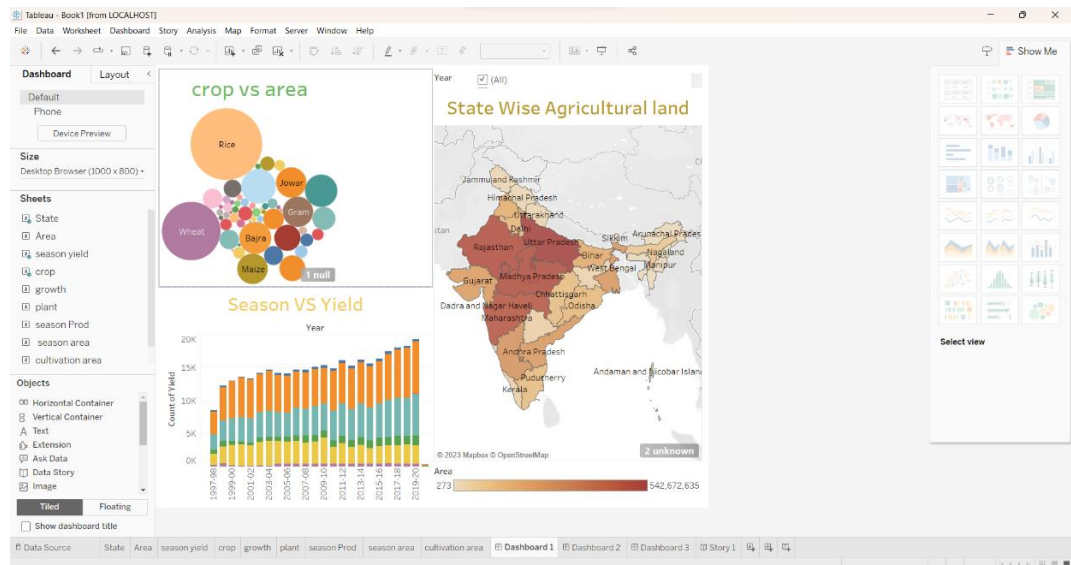 Tableau - Book1 [from LOCALHOST]
File Data Worksheet Dashboard Story Analysis Map Format Server Window Help
Show Me
Dashboard Layout
Default
Phone
Device Preview
Size
Desktop Browser (1000 x 800)
Sheets
State
Area
season yield
crop
growth
plant
season Prod
season area
cultivation area
Objects
Horizontal Container
Vertical Container
Text
Extension
Ask Data
Data Story
Image
Tiled Floating
Show dashboard title
crop vs area
Rice
Jowar
Gram
Wheat
Bajra
Maize
1 null
Season VS Yield
Year
20K
15K
10K
5K
0K
Count of Yield
1997-98
1999-00
2001-02
2003-04
2005-06
2007-08
2009-10
2011-12
2013-14
2015-16
2017-18
2019-20
Year (All)
State Wise Agricultural land
Jammu and Kashmir
Himachal Pradesh
Uttarakhand
Delhi
stan
Rajasthan
Uttar Pradesh
Sikkim
Arunachal Prades
Nagaland
Bihar
Manipur
West Bengal
Gujarat
Madhya Pradesh
Chhattisgarh
Dadra and Nagar Haveli
Odisha
Maharashtra
Andhra Pradesh
Andaman and Nicobar Islan
Puducherry
Kerala
© 2023 Mapbox © OpenStreetMap
2 unknown
Area
273 542,672,635
Select view
Data Source State Area season yield crop growth plant season Prod season area cultivation area Dashboard 1 Dashboard 2 Dashboard 3 Story 1